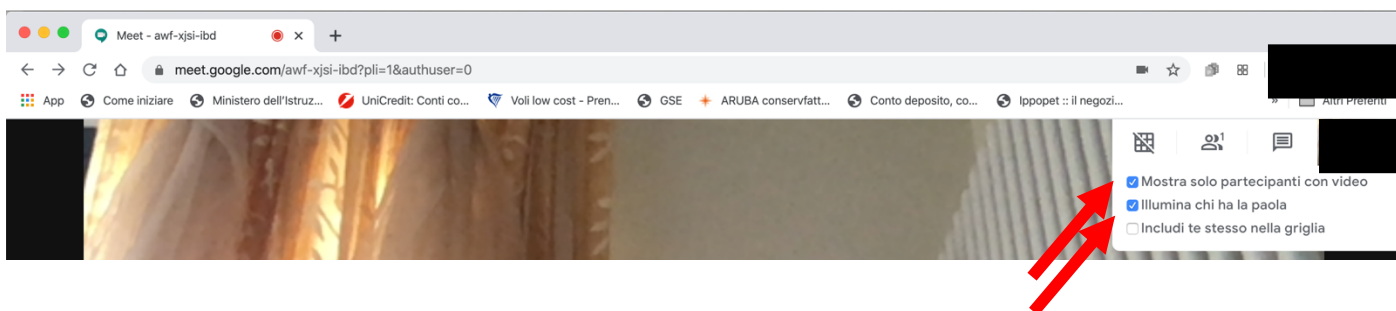 Meet - awf-xjsi-ibd
meet.google.com/awf-xjsi-ibd?pli=1&authuser=0
App Come iniziare Ministero dell'Istruz... UniCredit: Conti co... Voli low cost - Pren... GSE ARUBA conservfatt... Conto deposito, co... Ippopet :: il negozi... » Altri Preferiti
1
Mostra solo partecipanti con video
Illumina chi ha la paola
Includi te stesso nella griglia